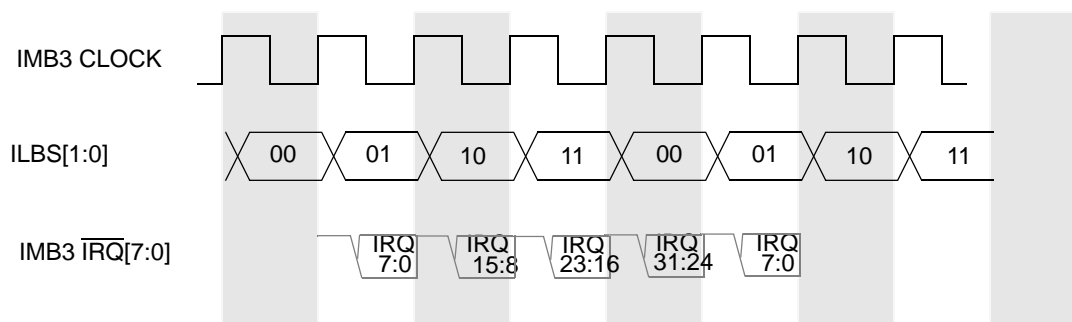 IMB3 CLOCK
ILBS[1:0] 00 01 10 11 00 01 10 11
IMB3 IRQ[7:0] IRQ IRQ IRQ IRQ IRQ
7:0 15:8 23:16 31:24 7:0